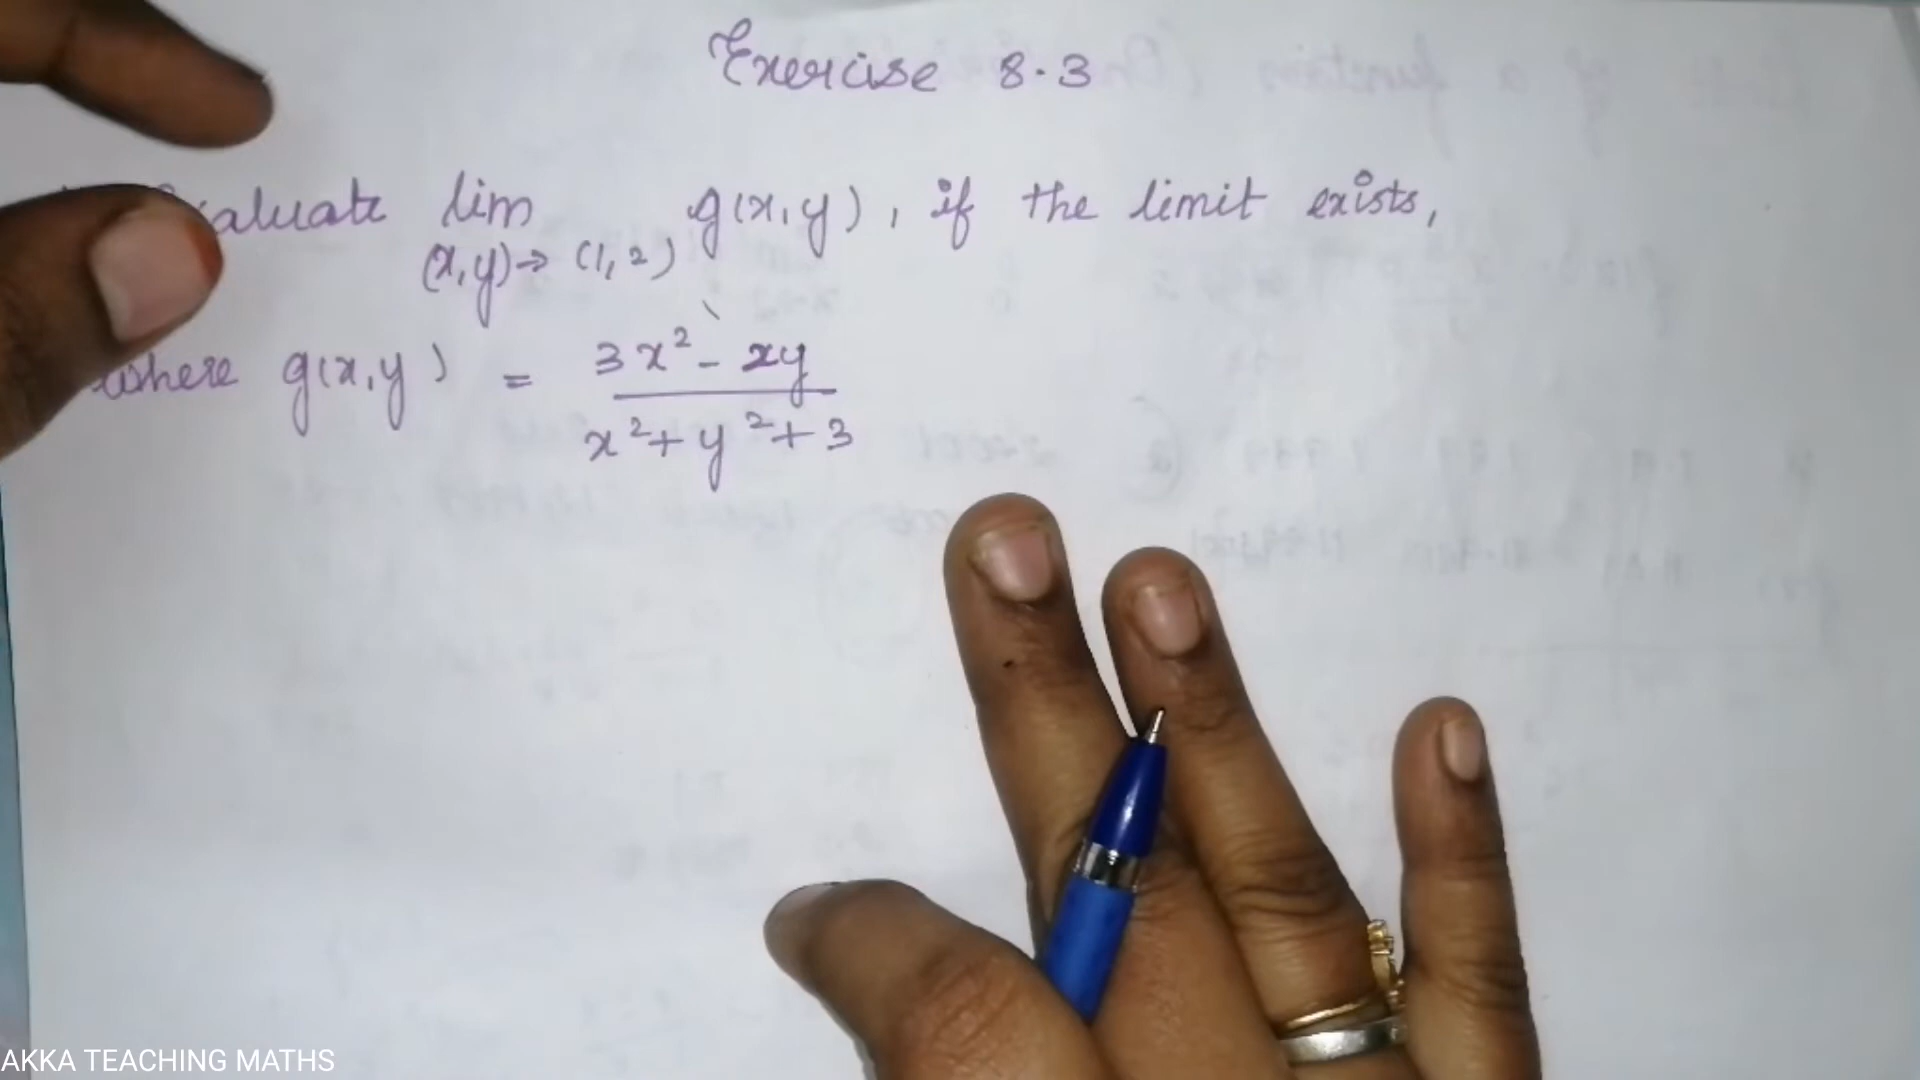 Exercise 8.3
aluate lim g(x,y), if the limit exists,
(x,y)→(1,2)
where g(x,y) = 3x² - xy
x² + y² + 3
AKKA TEACHING MATHS